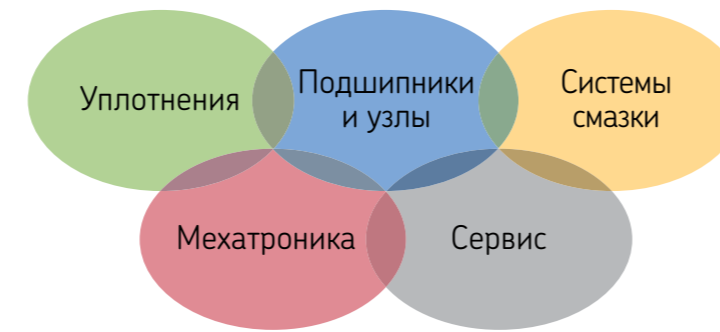 Уплотнения
Подшипники
и узлы
Системы
смазки
Мехатроника
Сервис